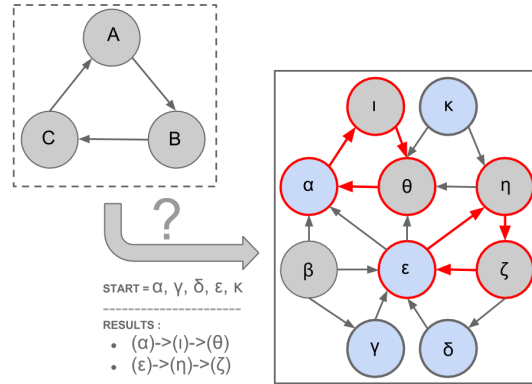 A
C
B
?
START = α, γ, δ, ε, κ
-----------------------
RESULTS :
• (α)->(ι)->(θ)
• (ε)->(η)->(ζ)
ι
κ
α
θ
η
β
ε
ζ
γ
δ